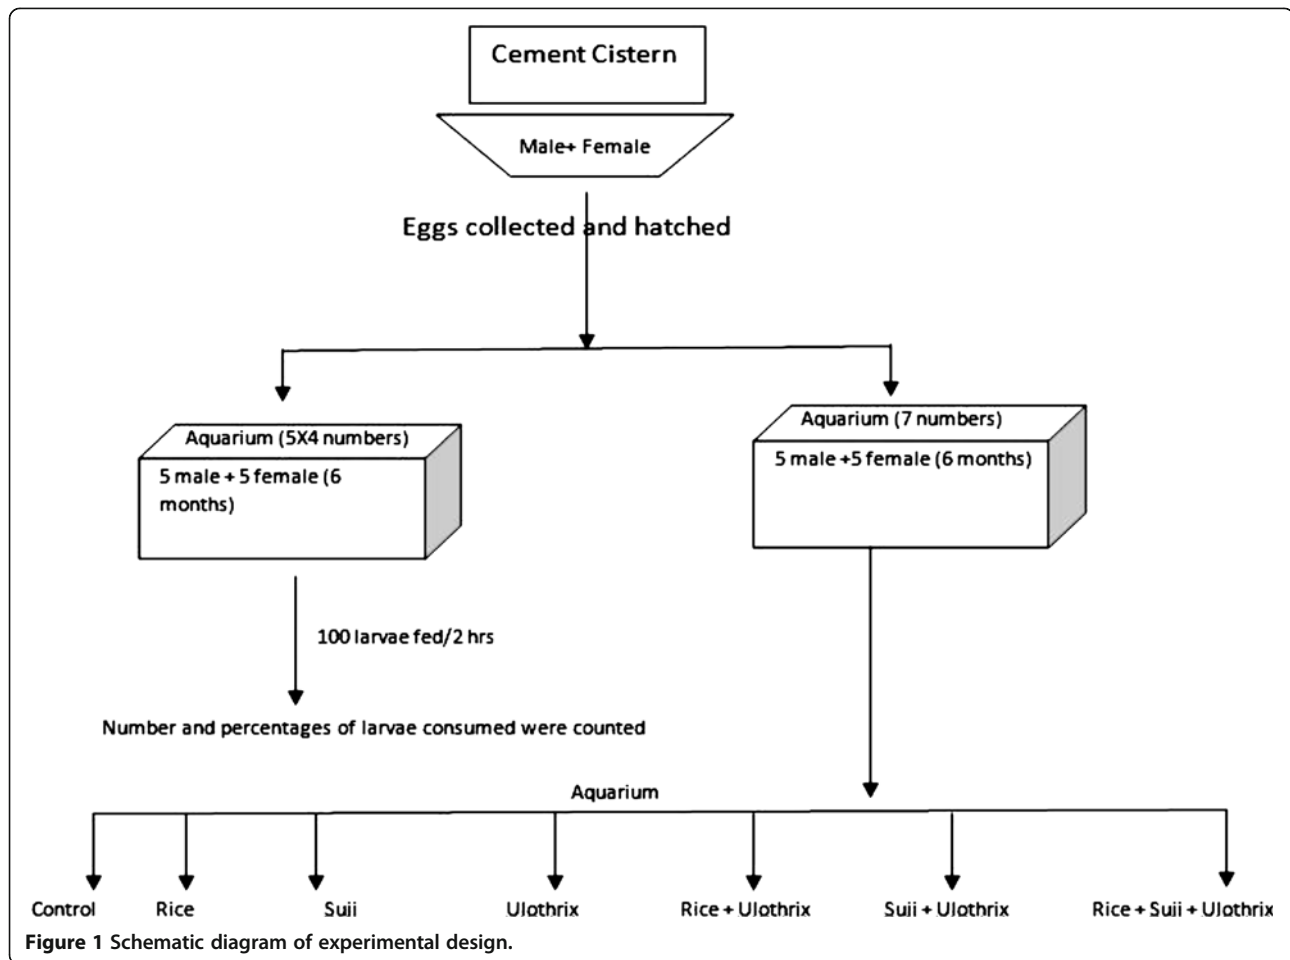 Cement Cistern
Male+ Female
Eggs collected and hatched
Aquarium (5X4 numbers)
5 male + 5 female (6
months)
Aquarium (7 numbers)
5 male +5 female (6 months)
100 larvae fed/2 hrs
Number and percentages of larvae consumed were counted
Aquarium
Control
Rice
Suji
Ulothrix
Rice + Ulothrix
Suji + Ulothrix
Rice + Suji + Ulothrix
Figure 1 Schematic diagram of experimental design.